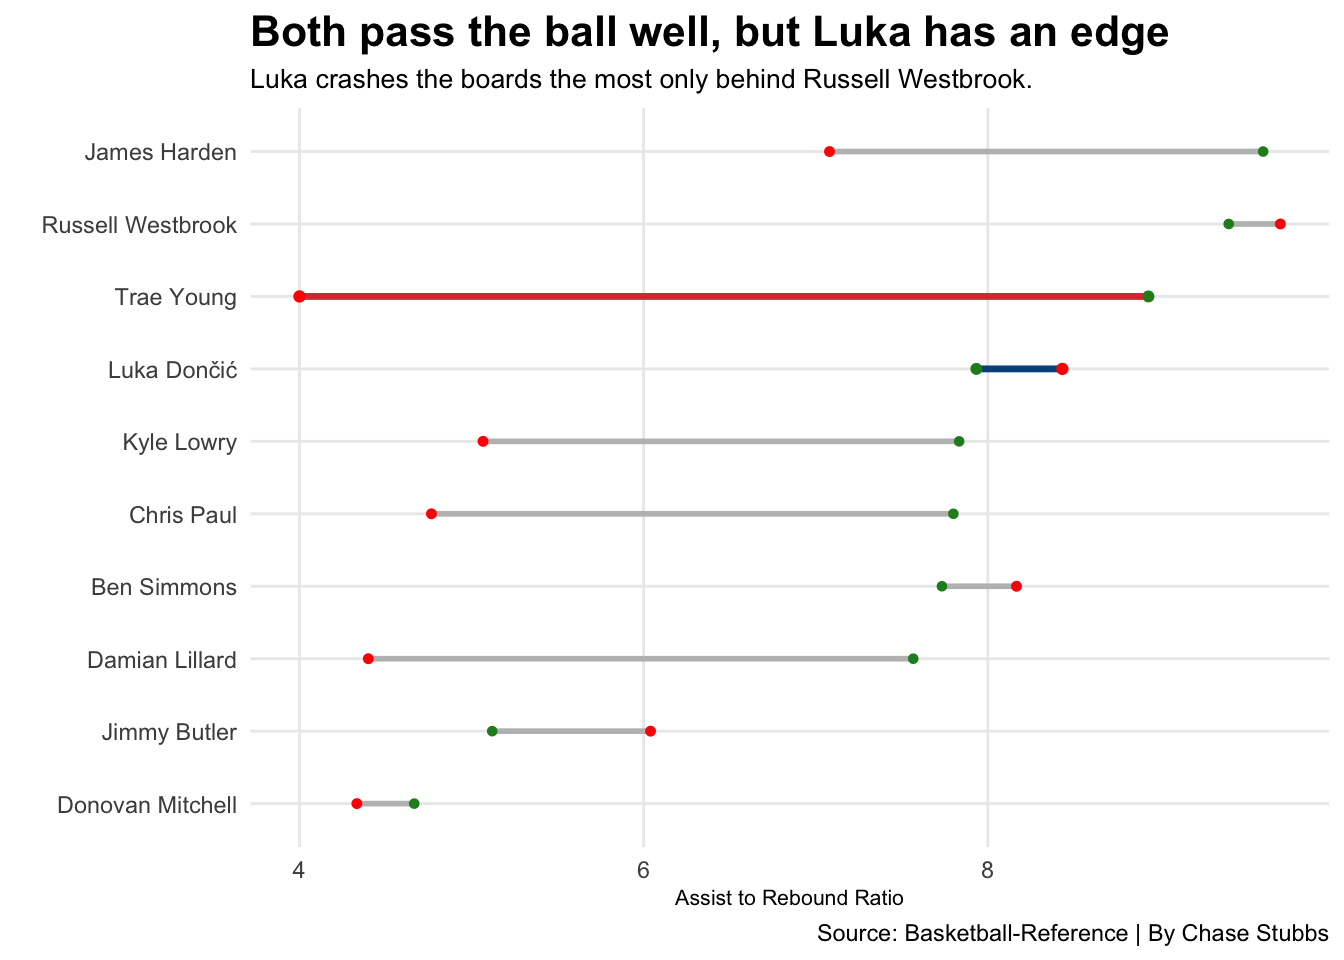 Both pass the ball well, but Luka has an edge
Luka crashes the boards the most only behind Russell Westbrook.
James Harden
Russell Westbrook
Trae Young
Luka Dončić
Kyle Lowry
Chris Paul
Ben Simmons
Damian Lillard
Jimmy Butler
Donovan Mitchell
4 6 8
Assist to Rebound Ratio
Source: Basketball-Reference | By Chase Stubbs